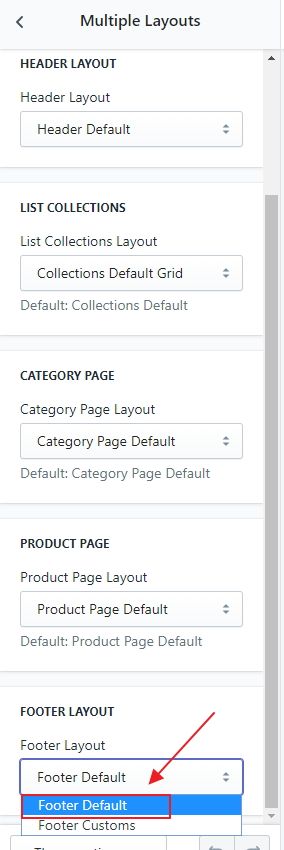 Multiple Layouts
HEADER LAYOUT
Header Layout
Header Default
LIST COLLECTIONS
List Collections Layout
Collections Default Grid
Default: Collections Default
CATEGORY PAGE
Category Page Layout
Category Page Default
Default: Category Page Default
PRODUCT PAGE
Product Page Layout
Product Page Default
Default: Product Page Default
FOOTER LAYOUT
Footer Layout
Footer Default
Footer Default
Footer Customs